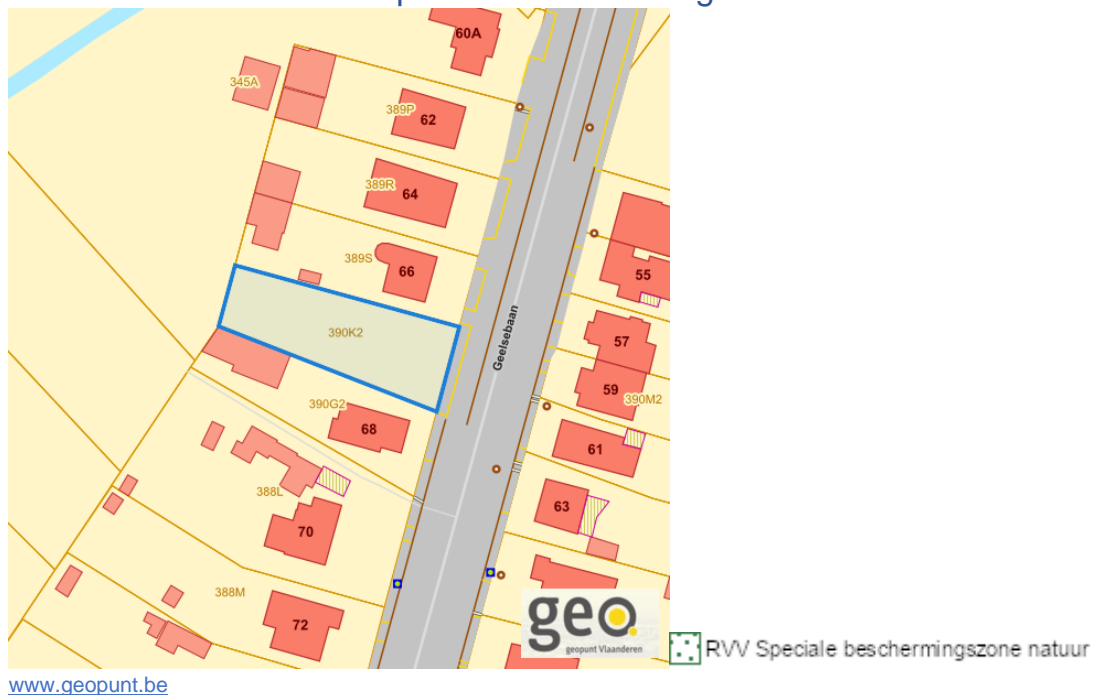 60A
345A
389P
62
389R
64
389S
66
55
390K2
Geelsebaan
57
59
390M2
390G2
68
61
388L
63
70
388M
72
geo.
geopunt Vlaanderen
RVV Speciale beschermingszone natuur
www.geopunt.be